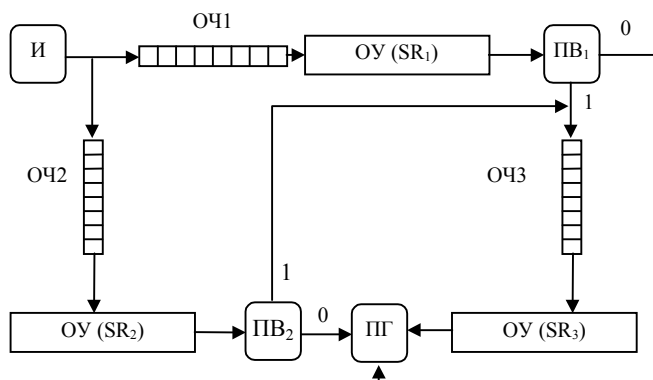 ОЧ1
0
И
ОУ (SR₁)
ПВ₁
1
ОЧ2
ОЧ3
1
ОУ (SR₂)
ПВ₂
0
ПГ
ОУ (SR₃)